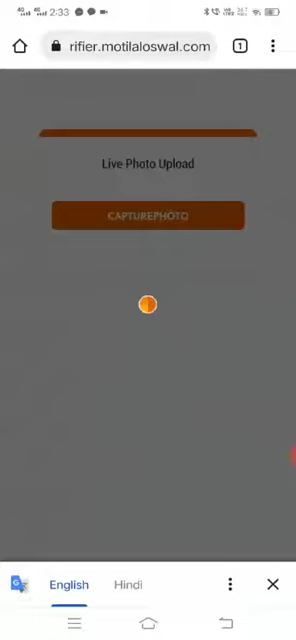 2:33
rifier.motilaloswal.com
1
Live Photo Upload
CAPTUREPHOTO
English Hindi